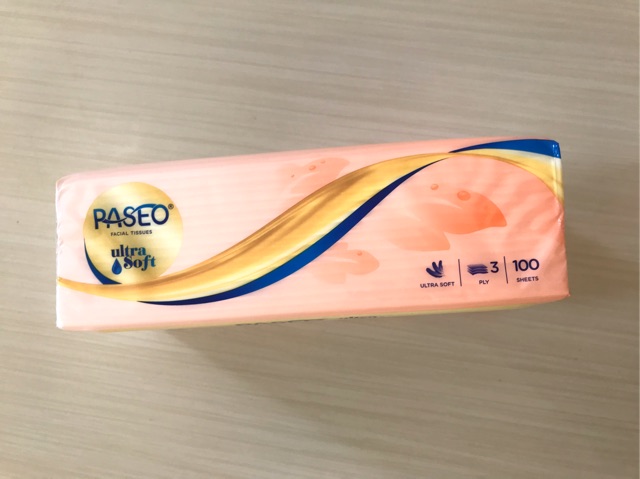 PASEO®
FACIAL TISSUES
ultra
Soft
ULTRA SOFT
3
PLY
100
SHEETS